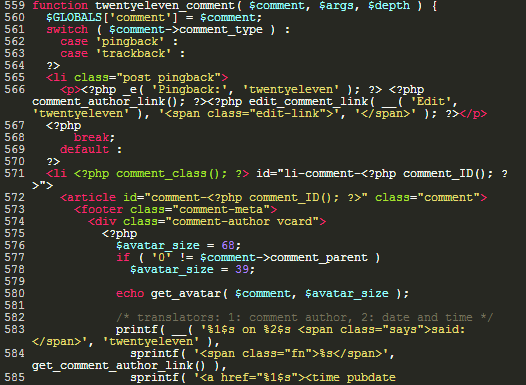 559 function twentyeleven_comment( $comment, $args, $depth ) {
560 $GLOBALS['comment'] = $comment;
561 switch ( $comment->comment_type ) :
562 case 'pingback' :
563 case 'trackback' :
564 ?>
565 <li class="post pingback">
566 <p><?php _e( 'Pingback:', 'twentyeleven' ); ?> <?php
comment_author_link(); ?><?php edit_comment_link( __( 'Edit',
'twentyeleven' ), '<span class="edit-link">', '</span>' ); ?></p>
567 <?php
568 break;
569 default :
570 ?>
571 <li <?php comment_class(); ?> id="li-comment-<?php comment_ID(); ?
>">
572 <article id="comment-<?php comment_ID(); ?>" class="comment">
573 <footer class="comment-meta">
574 <div class="comment-author vcard">
575 <?php
576 $avatar_size = 68;
577 if ( '0' != $comment->comment_parent )
578 $avatar_size = 39;
579
580 echo get_avatar( $comment, $avatar_size );
581
582 /* translators: 1: comment author, 2: date and time */
583 printf( __( '%1$s on %2$s <span class="says">said:
</span>', 'twentyeleven' ),
584 sprintf( '<span class="fn">%s</span>',
get_comment_author_link() ),
585 sprintf( '<a href="%1$s"><time pubdate